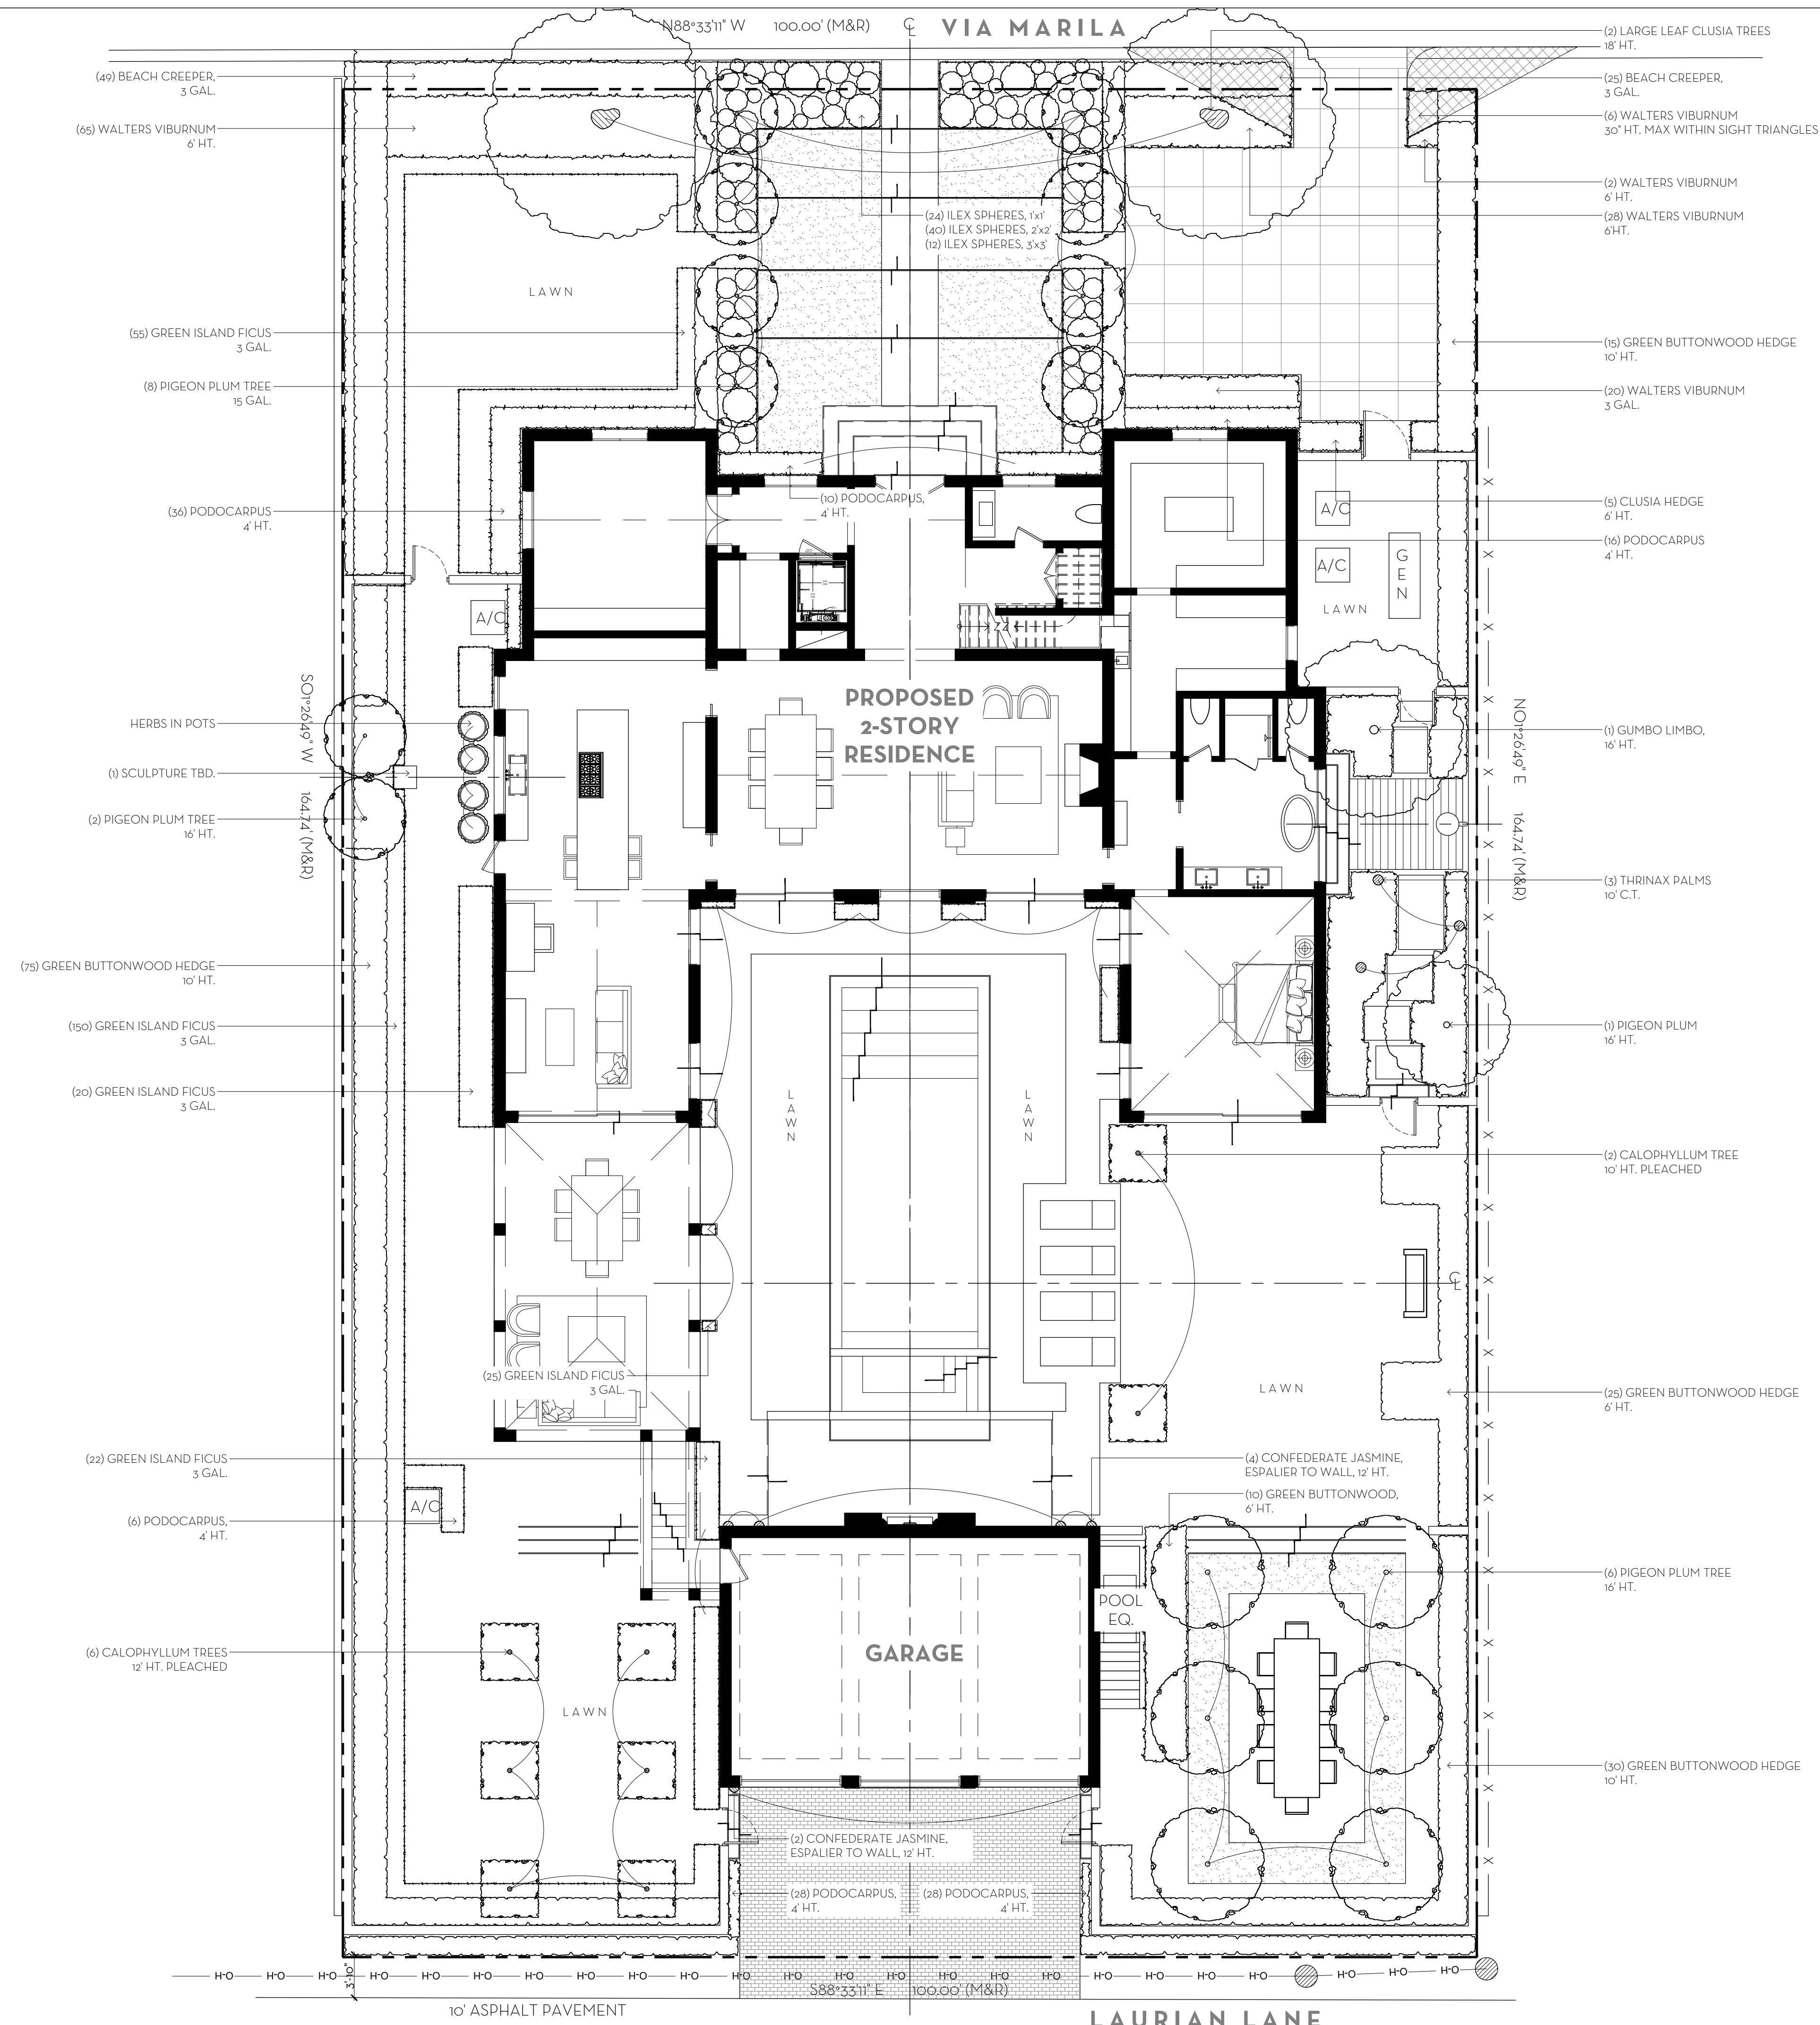 N88°33'11" W 100.00' (M&R) ℄ VIA MARILA
(49) BEACH CREEPER,
3 GAL.
(65) WALTERS VIBURNUM
6' HT.
LAWN
(55) GREEN ISLAND FICUS
3 GAL.
(8) PIGEON PLUM TREE
15 GAL.
(36) PODOCARPUS
4' HT.
A/C
S01°26'49" W 164.74' (M&R)
HERBS IN POTS
(1) SCULPTURE TBD.
(2) PIGEON PLUM TREE
16' HT.
(75) GREEN BUTTONWOOD HEDGE
10' HT.
(150) GREEN ISLAND FICUS
3 GAL.
(20) GREEN ISLAND FICUS
3 GAL.
(25) GREEN ISLAND FICUS
3 GAL.
(22) GREEN ISLAND FICUS
3 GAL.
A/C
(6) PODOCARPUS,
4' HT.
(6) CALOPHYLLUM TREES
12' HT. PLEACHED
LAWN
(24) ILEX SPHERES, 1'x1'
(40) ILEX SPHERES, 2'x2'
(12) ILEX SPHERES, 3'x3'
(10) PODOCARPUS,
4' HT.
PROPOSED
2-STORY
RESIDENCE
LAWN
LAWN
GARAGE
POOL
EQ.
(2) CONFEDERATE JASMINE,
ESPALIER TO WALL, 12' HT.
(28) PODOCARPUS,
4' HT.
(28) PODOCARPUS,
4' HT.
(2) LARGE LEAF CLUSIA TREES
18' HT.
(25) BEACH CREEPER,
3 GAL.
(6) WALTERS VIBURNUM
30" HT. MAX WITHIN SIGHT TRIANGLES
(2) WALTERS VIBURNUM
6' HT.
(28) WALTERS VIBURNUM
6'HT.
(15) GREEN BUTTONWOOD HEDGE
10' HT.
(20) WALTERS VIBURNUM
3 GAL.
(5) CLUSIA HEDGE
6' HT.
(16) PODOCARPUS
4' HT.
A/C
A/C
GEN
LAWN
N01°26'49" E 164.74' (M&R)
(1) GUMBO LIMBO,
16' HT.
(3) THRINAX PALMS
10' C.T.
(1) PIGEON PLUM
16' HT.
(2) CALOPHYLLUM TREE
10' HT. PLEACHED
℄
LAWN
(25) GREEN BUTTONWOOD HEDGE
6' HT.
(4) CONFEDERATE JASMINE,
ESPALIER TO WALL, 12' HT.
(10) GREEN BUTTONWOOD,
6' HT.
(6) PIGEON PLUM TREE
16' HT.
(30) GREEN BUTTONWOOD HEDGE
10' HT.
H-O H-O H-O H-O H-O H-O H-O H-O H-O H-O H-O H-O H-O H-O H-O H-O H-O H-O H-O H-O H-O H-O H-O H-O
3'-10"
S88°33'11" E 100.00' (M&R)
10' ASPHALT PAVEMENT
LAURIAN LANE